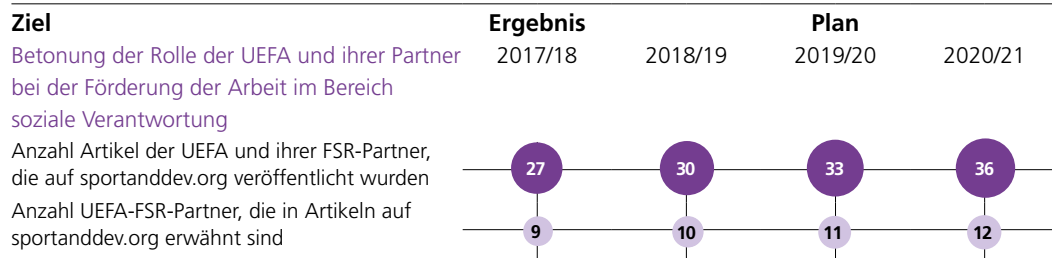 Ziel Ergebnis Plan
Betonung der Rolle der UEFA und ihrer Partner 2017/18 2018/19 2019/20 2020/21
bei der Förderung der Arbeit im Bereich
soziale Verantwortung
Anzahl Artikel der UEFA und ihrer FSR-Partner,
die auf sportanddev.org veröffentlicht wurden
27 30 33 36
Anzahl UEFA-FSR-Partner, die in Artikeln auf
sportanddev.org erwähnt sind
9 10 11 12